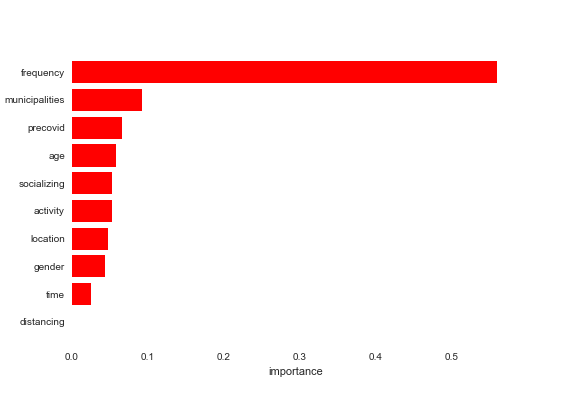 frequency
municipalities
precovid
age
socializing
activity
location
gender
time
distancing
0.0 0.1 0.2 0.3 0.4 0.5
importance